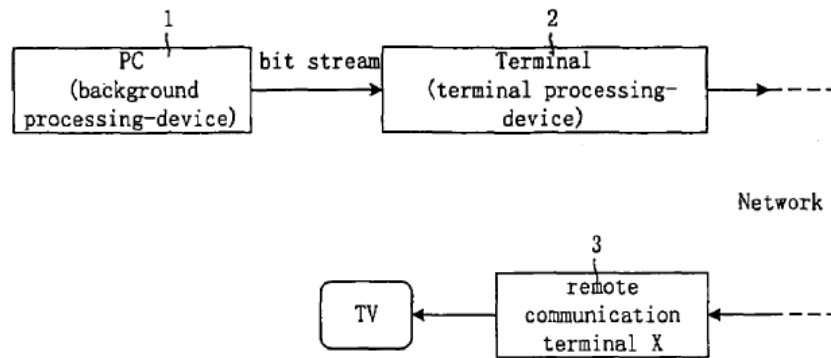 1
PC
(background
processing-device)
bit stream
2
Terminal
(terminal processing-
device)
Network
3
remote
communication
terminal X
TV